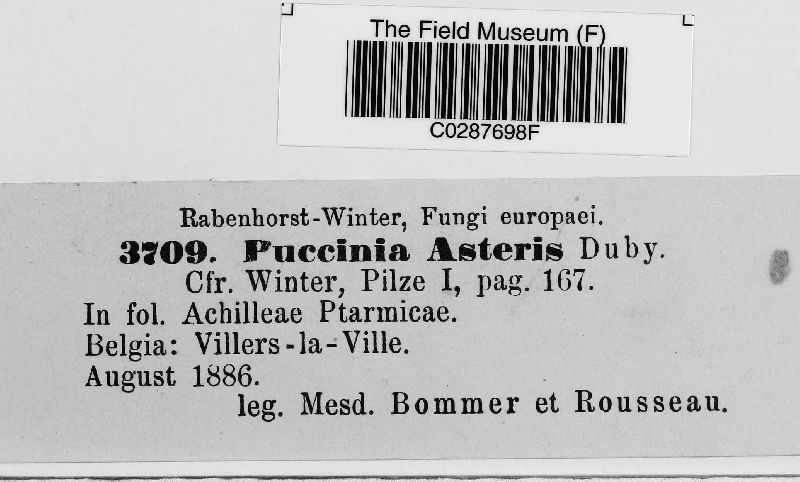 The Field Museum (F)
C0287698F
Rabenhorst-Winter, Fungi europaei.
3709. Puccinia Asteris Duby.
Cfr. Winter, Pilze I, pag. 167.
In fol. Achilleae Ptarmicae.
Belgia: Villers-la-Ville.
August 1886.
leg. Mesd. Bommer et Rousseau.